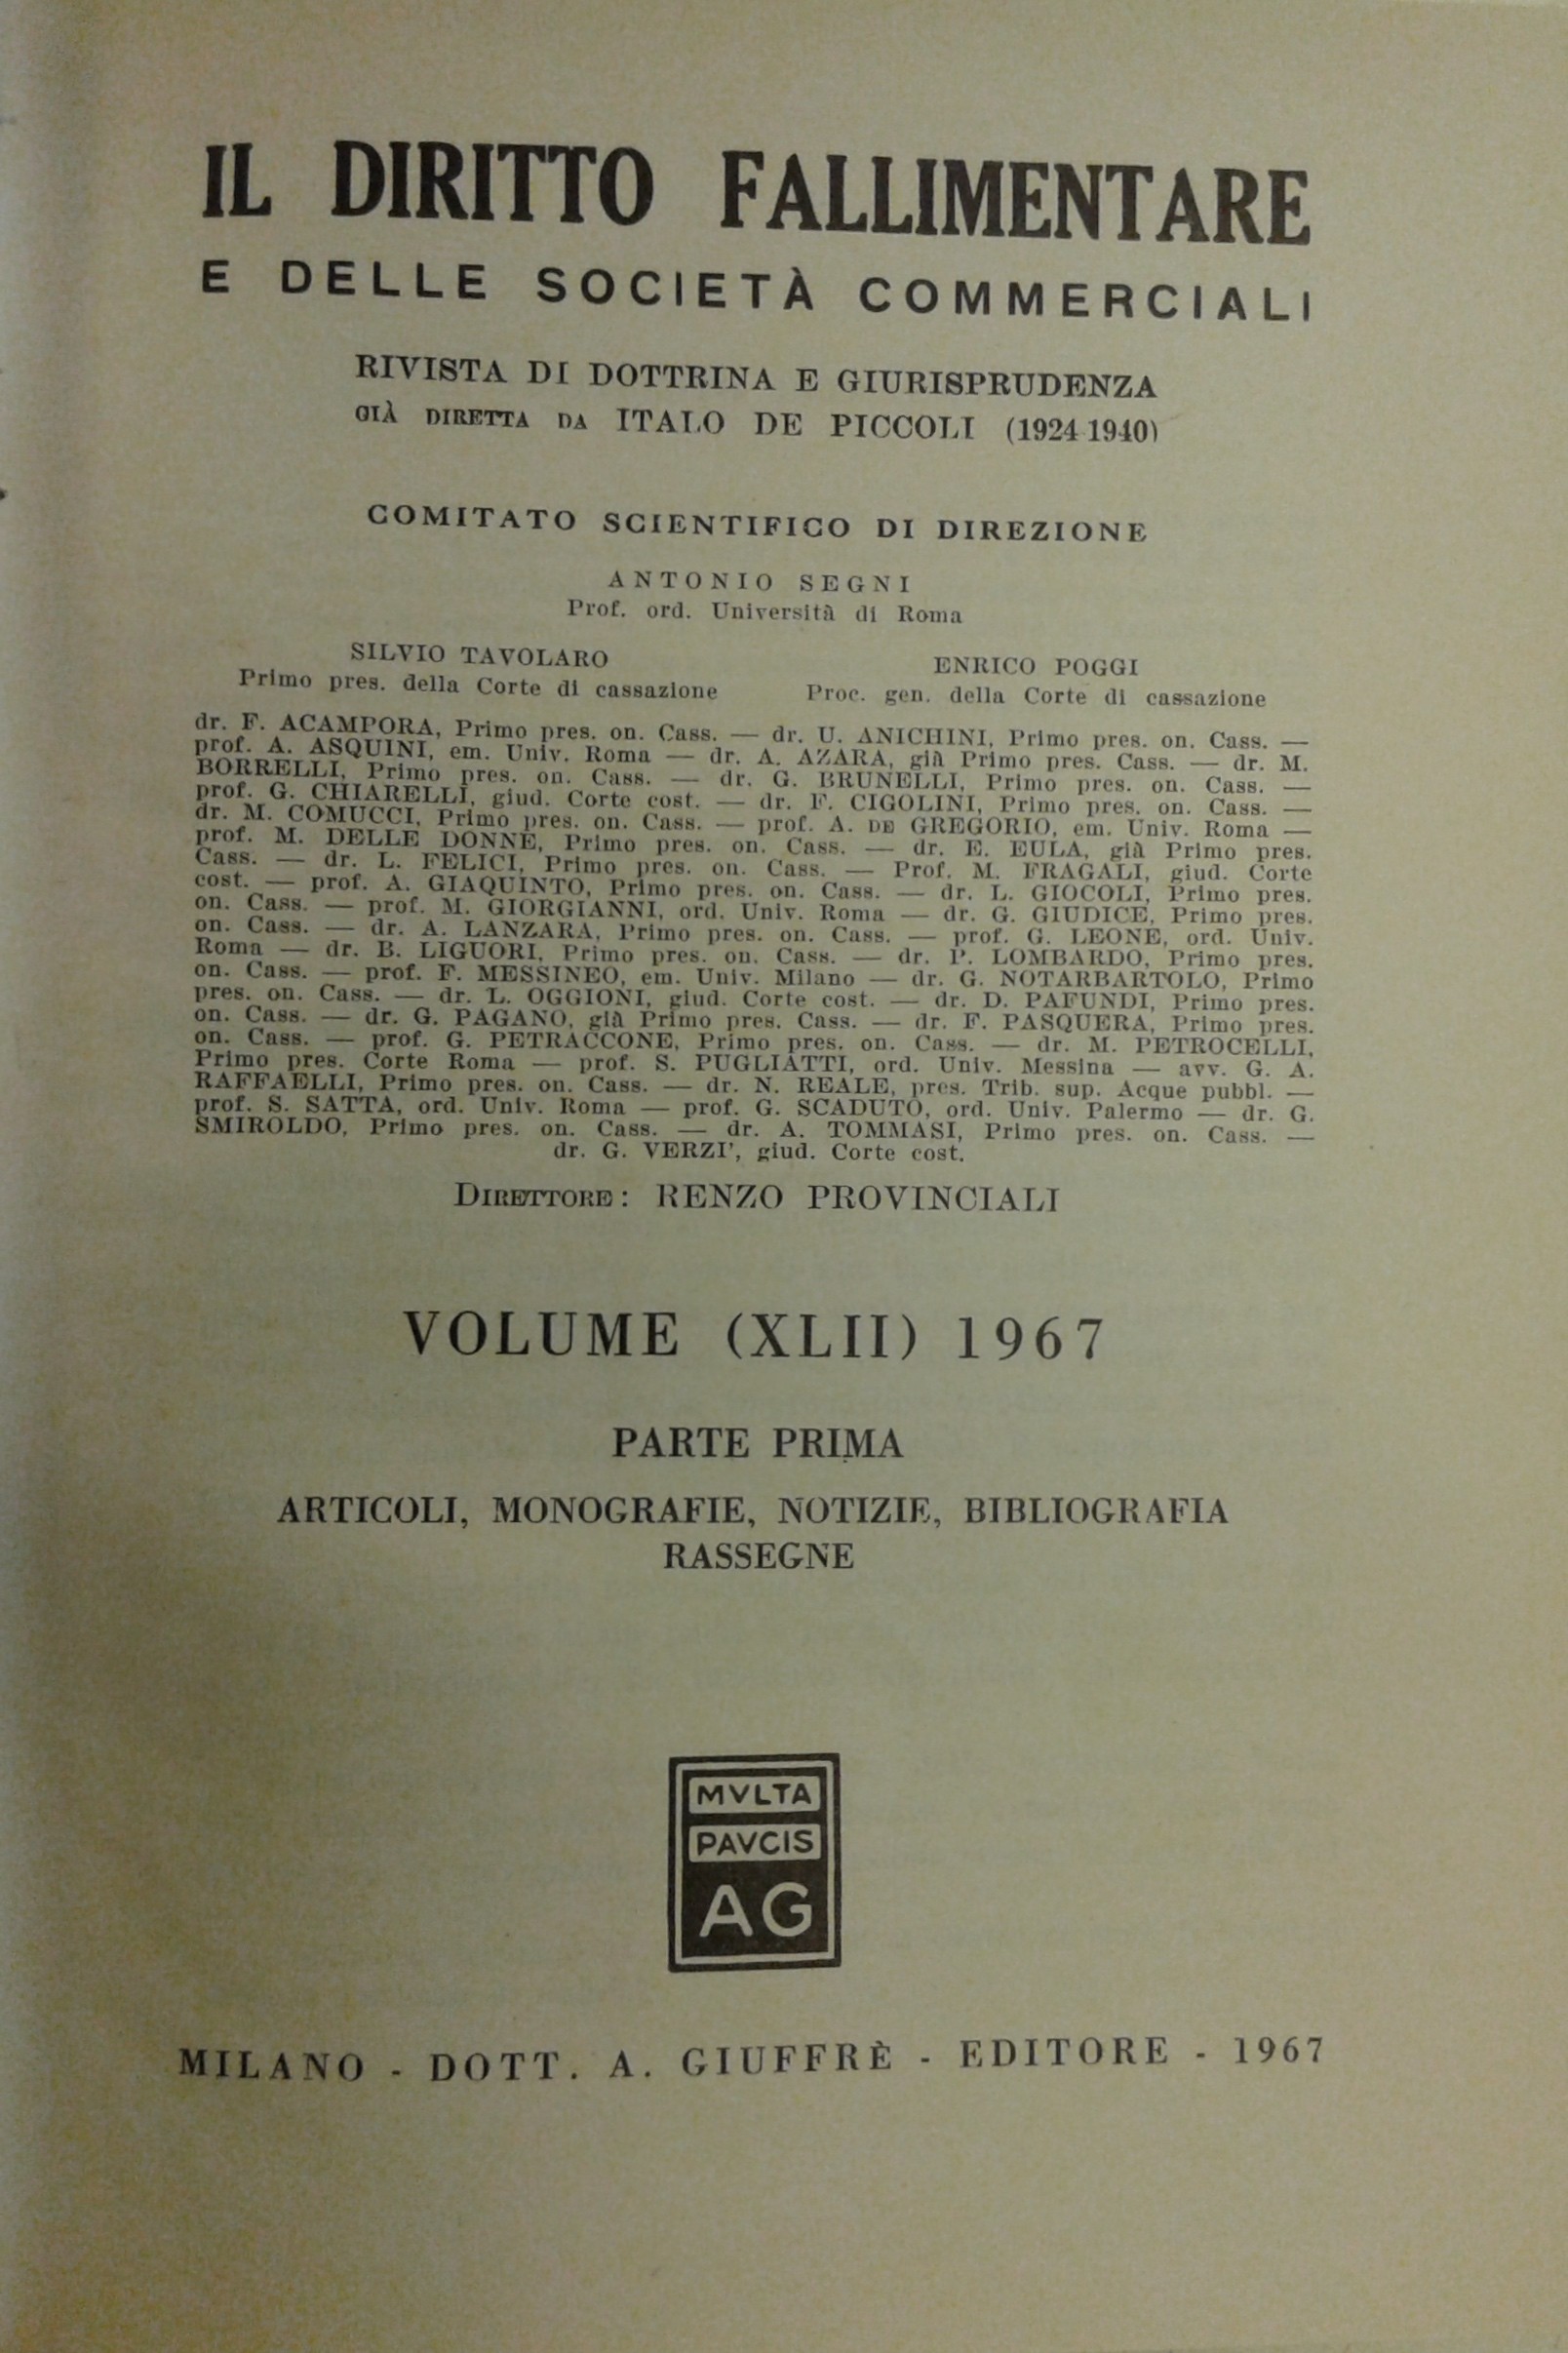 IL DIRITTO FALLIMENTARE
E DELLE SOCIETÀ COMMERCIALI
RIVISTA DI DOTTRINA E GIURISPRUDENZA
GIÀ DIRETTA DA ITALO DE PICCOLI (1924-1940)
COMITATO SCIENTIFICO DI DIREZIONE
ANTONIO SEGNI
Prof. ord. Università di Roma
SILVIO TAVOLARO
Primo pres. della Corte di cassazione
ENRICO POGGI
Proc. gen. della Corte di cassazione
dr. F. ACAMPORA, Primo pres. on. Cass. — dr. U. ANICHINI, Primo pres. on. Cass. —
prof. A. ASQUINI, em. Univ. Roma — dr. A. AZARA, già Primo pres. Cass. — dr. M.
BORRELLI, Primo pres. on. Cass. — dr. G. BRUNELLI, Primo pres. on. Cass. —
prof. G. CHIARELLI, giud. Corte cost. — dr. F. CIGOLINI, Primo pres. on. Cass. —
dr. M. COMUCCI, Primo pres. on. Cass. — prof. A. DE GREGORIO, em. Univ. Roma —
prof. M. DELLE DONNE, Primo pres. on. Cass. — dr. E. EULA, già Primo pres.
Cass. — dr. L. FELICI, Primo pres. on. Cass. — Prof. M. FRAGALI, giud. Corte
cost. — prof. A. GIAQUINTO, Primo pres. on. Cass. — dr. L. GIOCOLI, Primo pres.
on. Cass. — prof. M. GIORGIANNI, ord. Univ. Roma — dr. G. GIUDICE, Primo pres.
on. Cass. — dr. A. LANZARA, Primo pres. on. Cass. — prof. G. LEONE, ord. Univ.
Roma — dr. B. LIGUORI, Primo pres. on. Cass. — dr. P. LOMBARDO, Primo pres.
on. Cass. — prof. F. MESSINEO, em. Univ. Milano — dr. G. NOTARBARTOLO, Primo
pres. on. Cass. — dr. L. OGGIONI, giud. Corte cost. — dr. D. PAFUNDI, Primo pres.
on. Cass. — dr. G. PAGANO, già Primo pres. Cass. — dr. F. PASQUERA, Primo pres.
on. Cass. — prof. G. PETRACCONE, Primo pres. on. Cass. — dr. M. PETROCELLI,
Primo pres. Corte Roma — prof. S. PUGLIATTI, ord. Univ. Messina — avv. G. A.
RAFFAELLI, Primo pres. on. Cass. — dr. N. REALE, pres. Trib. sup. Acque pubbl. —
prof. S. SATTA, ord. Univ. Roma — prof. G. SCADUTO, ord. Univ. Palermo — dr. G.
SMIROLDO, Primo pres. on. Cass. — dr. A. TOMMASI, Primo pres. on. Cass. —
dr. G. VERZI', giud. Corte cost.
DIRETTORE: RENZO PROVINCIALI
VOLUME (XLII) 1967
PARTE PRIMA
ARTICOLI, MONOGRAFIE, NOTIZIE, BIBLIOGRAFIA
RASSEGNE
MVLTA
PAVCIS
AG
MILANO - DOTT. A. GIUFFRÈ - EDITORE - 1967